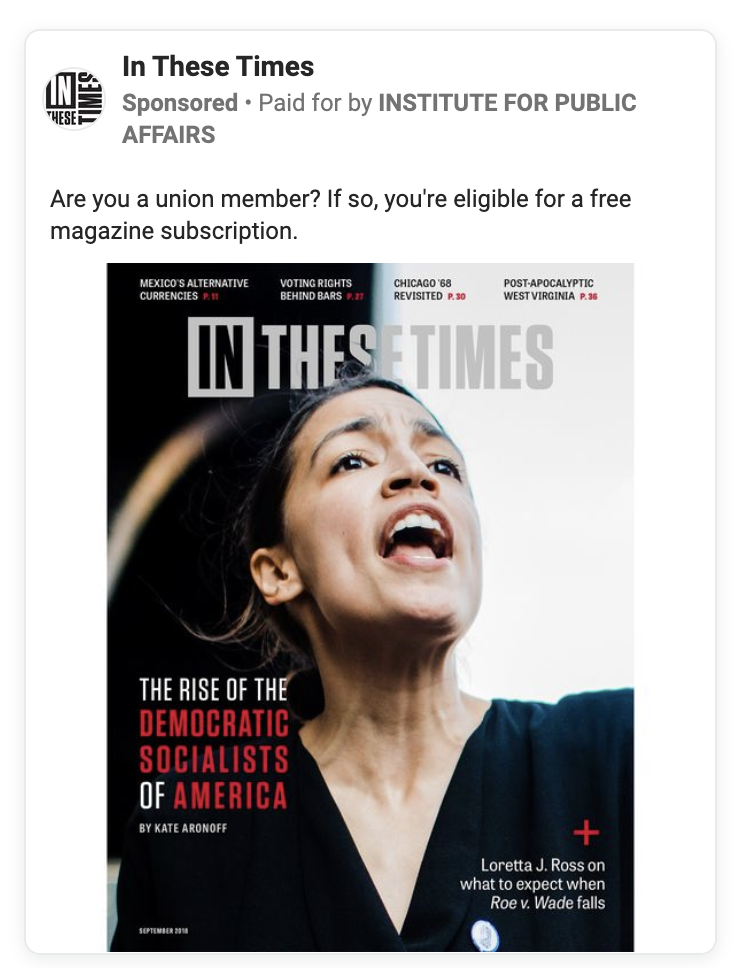 In These Times
Sponsored • Paid for by INSTITUTE FOR PUBLIC
AFFAIRS
IN
THESE
TIMES
Are you a union member? If so, you're eligible for a free
magazine subscription.
MEXICO'S ALTERNATIVE
CURRENCIES P. 11
VOTING RIGHTS
BEHIND BARS P. 27
CHICAGO '68
REVISITED P. 30
POST-APOCALYPTIC
WEST VIRGINIA P. 36
IN THESE TIMES
THE RISE OF THE
DEMOCRATIC
SOCIALISTS
OF AMERICA
BY KATE ARONOFF
+
Loretta J. Ross on
what to expect when
Roe v. Wade falls
SEPTEMBER 2018